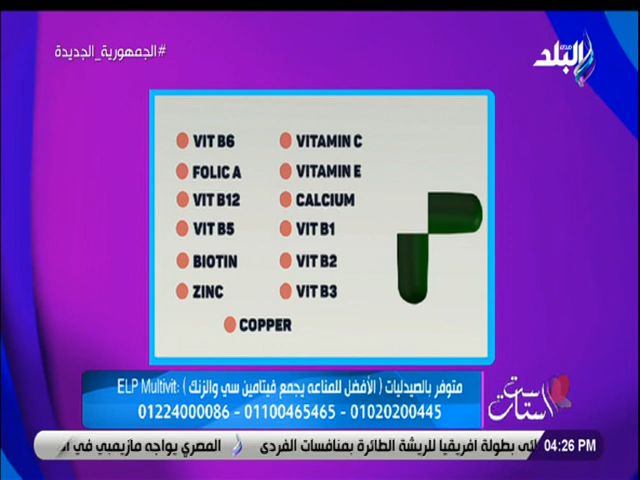 #الجمهورية_الجديدة
صدى
البلد
VIT B6
VITAMIN C
FOLIC A
VITAMIN E
VIT B12
CALCIUM
VIT B5
VIT B1
BIOTIN
VIT B2
ZINC
VIT B3
COPPER
متوفر بالصيدليات ( الأفضل للمناعه يجمع فيتامين سي والزنك ) :ELP Multivit
01224000086 - 01100465465 - 01020200445
ست
الستات
ائى بطولة افريقيا للريشة الطائرة بمنافسات الفردى
المصري يواجه مازيمبي في
04:26 PM